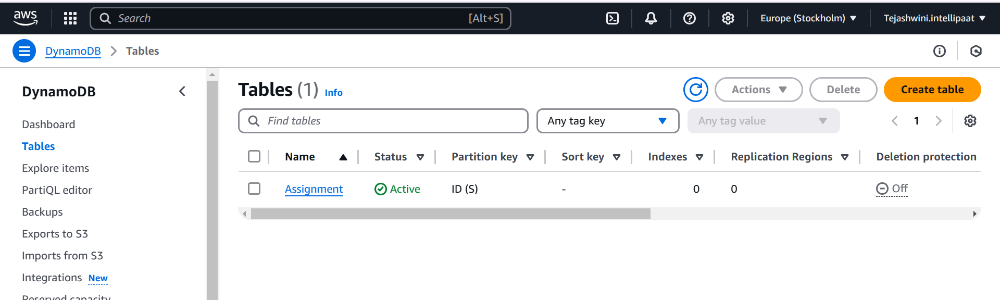 aws Search [Alt+S] Europe (Stockholm) Tejashwini.intellipaat
DynamoDB Tables
DynamoDB
Dashboard
Tables
Explore items
PartiQL editor
Backups
Exports to S3
Imports from S3
Integrations New
Reserved capacity
Tables (1) Info Actions Delete Create table
Find tables Any tag key Any tag value 1
Name Status Partition key Sort key Indexes Replication Regions Deletion protection
Assignment Active ID (S) - 0 0 Off